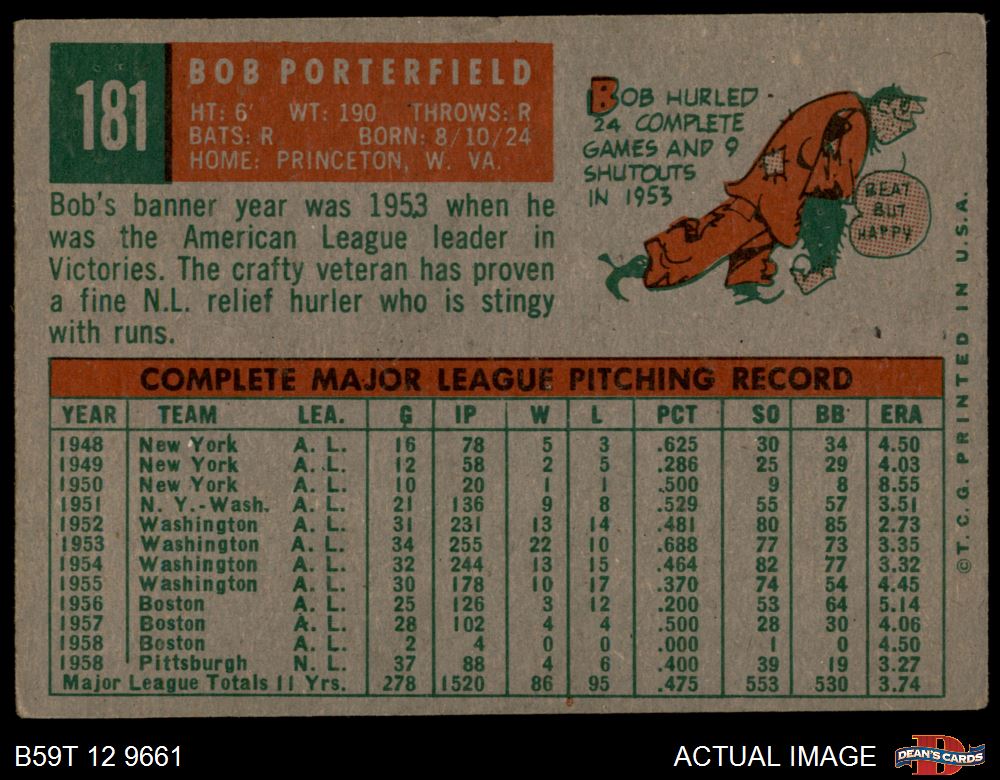 181
BOB PORTERFIELD
HT: 6' WT: 190 THROWS: R
BATS: R BORN: 8/10/24
HOME: PRINCETON, W. VA.
Bob's banner year was 1953 when he
was the American League leader in
Victories. The crafty veteran has proven
a fine N.L. relief hurler who is stingy
with runs.
BOB HURLED
24 COMPLETE
GAMES AND 9
SHUTOUTS
IN 1953
BEAT
BUT
HAPPY
COMPLETE MAJOR LEAGUE PITCHING RECORD
YEAR TEAM LEA. G IP W L PCT SO BB ERA
1948 New York A. L. 16 78 5 3 .625 30 34 4.50
1949 New York A. L. 12 58 2 5 .286 25 29 4.03
1950 New York A. L. 10 20 1 1 .500 9 8 8.55
1951 N. Y.-Wash. A. L. 21 136 9 8 .529 55 57 3.51
1952 Washington A. L. 31 231 13 14 .481 80 85 2.73
1953 Washington A. L. 34 255 22 10 .688 77 73 3.35
1954 Washington A. L. 32 244 13 15 .464 82 77 3.32
1955 Washington A. L. 30 178 10 17 .370 74 54 4.45
1956 Boston A. L. 25 126 3 12 .200 53 64 5.14
1957 Boston A. L. 28 102 4 4 .500 28 30 4.06
1958 Boston A. L. 2 4 0 0 .000 1 0 4.50
1958 Pittsburgh N. L. 37 88 4 6 .400 39 19 3.27
Major League Totals 11 Yrs. 278 1520 86 95 .475 553 530 3.74
© T. C. G. PRINTED IN U.S.A.
B59T 12 9661
ACTUAL IMAGE
DEAN'S CARDS